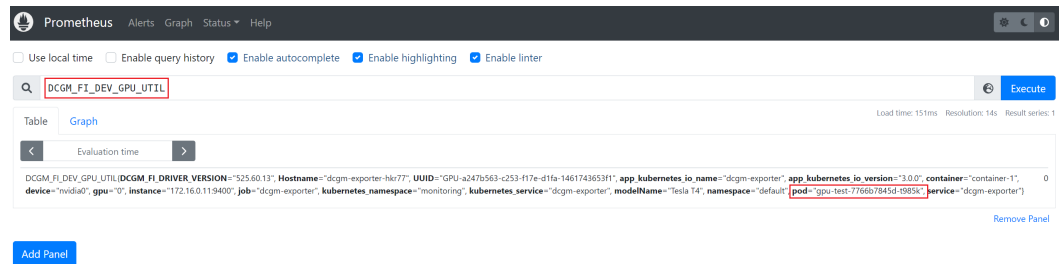 Prometheus Alerts Graph Status Help
Use local time Enable query history Enable autocomplete Enable highlighting Enable linter
DCGM_FI_DEV_GPU_UTIL Execute
Load time: 151ms Resolution: 14s Result series: 1
Table Graph
Evaluation time
DCGM_FI_DEV_GPU_UTIL{DCGM_FI_DRIVER_VERSION="525.60.13", Hostname="dcgm-exporter-hkr77", UUID="GPU-a247b563-c253-f17e-d1fa-1461743653f1", app_kubernetes_io_name="dcgm-exporter", app_kubernetes_io_version="3.0.0", container="container-1", 0
device="nvidia0", gpu="0", instance="172.16.0.11:9400", job="dcgm-exporter", kubernetes_namespace="monitoring", kubernetes_service="dcgm-exporter", modelName="Tesla T4", namespace="default", pod="gpu-test-7766b7845d-t985k", service="dcgm-exporter"}
Remove Panel
Add Panel